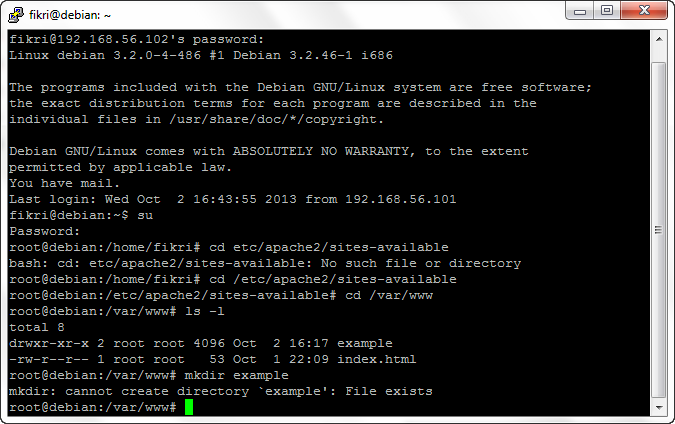 fikri@debian: ~
fikri@192.168.56.102's password:
Linux debian 3.2.0-4-486 #1 Debian 3.2.46-1 i686
The programs included with the Debian GNU/Linux system are free software;
the exact distribution terms for each program are described in the
individual files in /usr/share/doc/*/copyright.
Debian GNU/Linux comes with ABSOLUTELY NO WARRANTY, to the extent
permitted by applicable law.
You have mail.
Last login: Wed Oct  2 16:43:55 2013 from 192.168.56.101
fikri@debian:~$ su
Password:
root@debian:/home/fikri# cd etc/apache2/sites-available
bash: cd: etc/apache2/sites-available: No such file or directory
root@debian:/home/fikri# cd /etc/apache2/sites-available
root@debian:/etc/apache2/sites-available# cd /var/www
root@debian:/var/www# ls -l
total 8
drwxr-xr-x 2 root root 4096 Oct  2 16:17 example
-rw-r--r-- 1 root root   53 Oct  1 22:09 index.html
root@debian:/var/www# mkdir example
mkdir: cannot create directory `example': File exists
root@debian:/var/www#